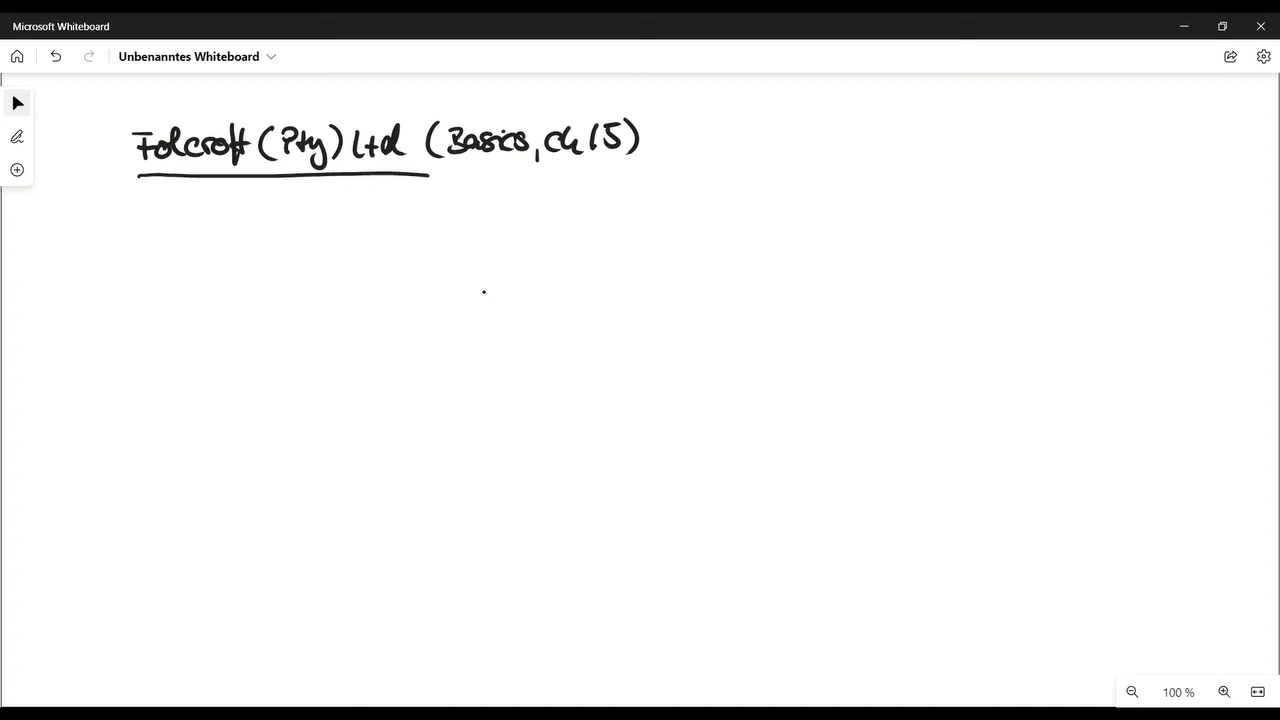 Microsoft Whiteboard
Unbenanntes Whiteboard
Folcroft (Pty) Ltd (Basics, ch 15)
100 %